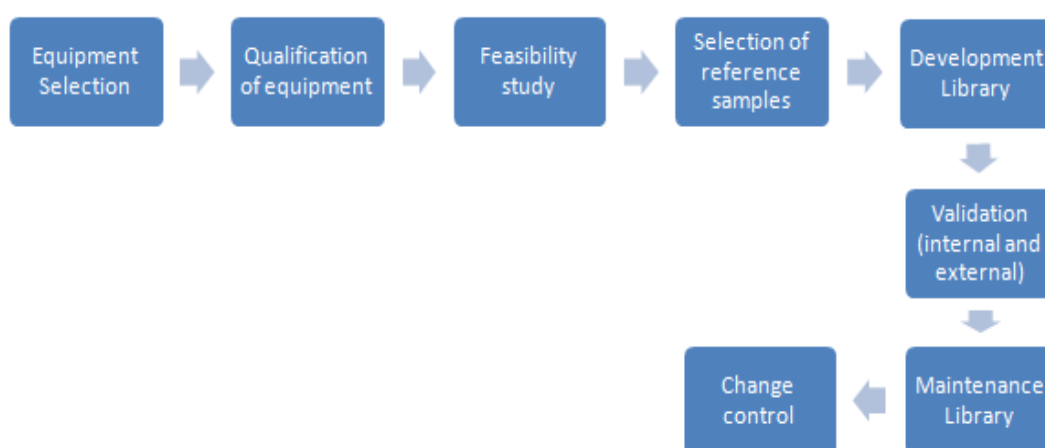 Equipment
Selection
Qualification
of equipment
Feasibility
study
Selection of
reference
samples
Development
Library
Validation
(internal and
external)
Maintenance
Library
Change
control